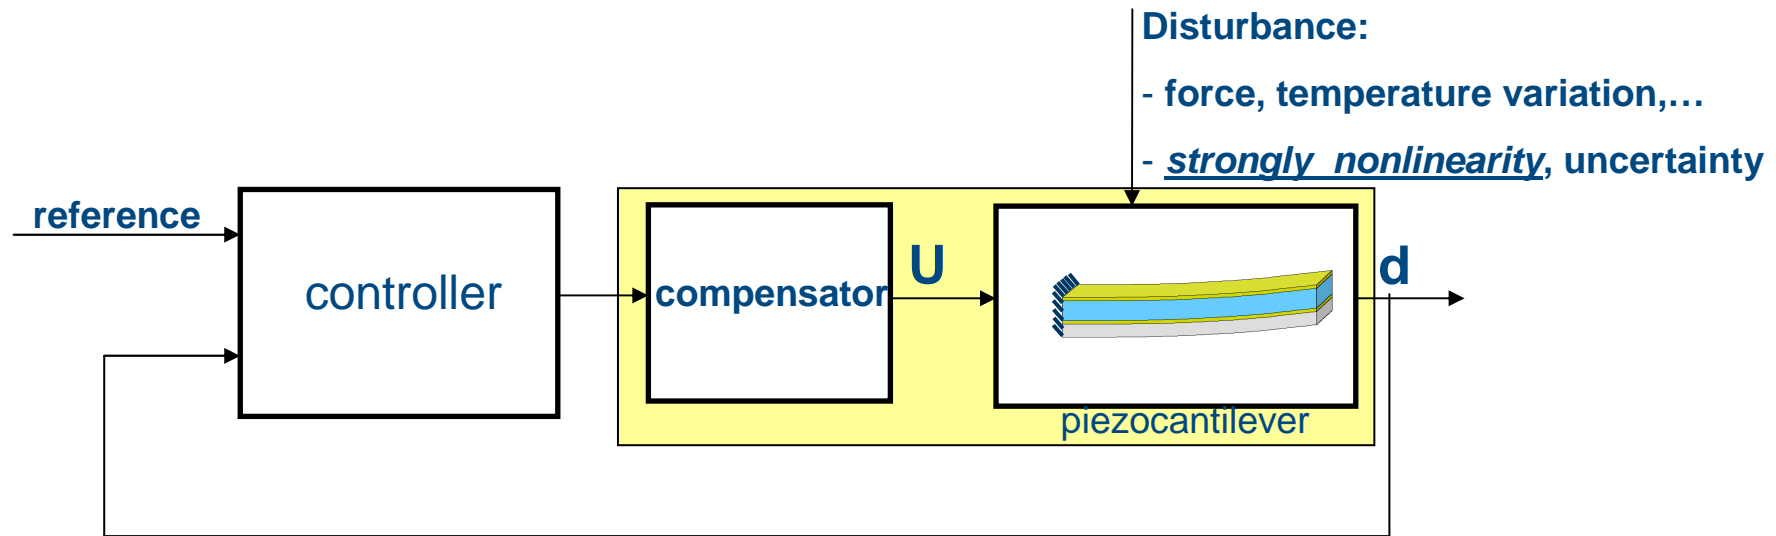 Disturbance:
- force, temperature variation,...
- strongly nonlinearity, uncertainty
reference
controller
compensator
U
d
piezocantilever